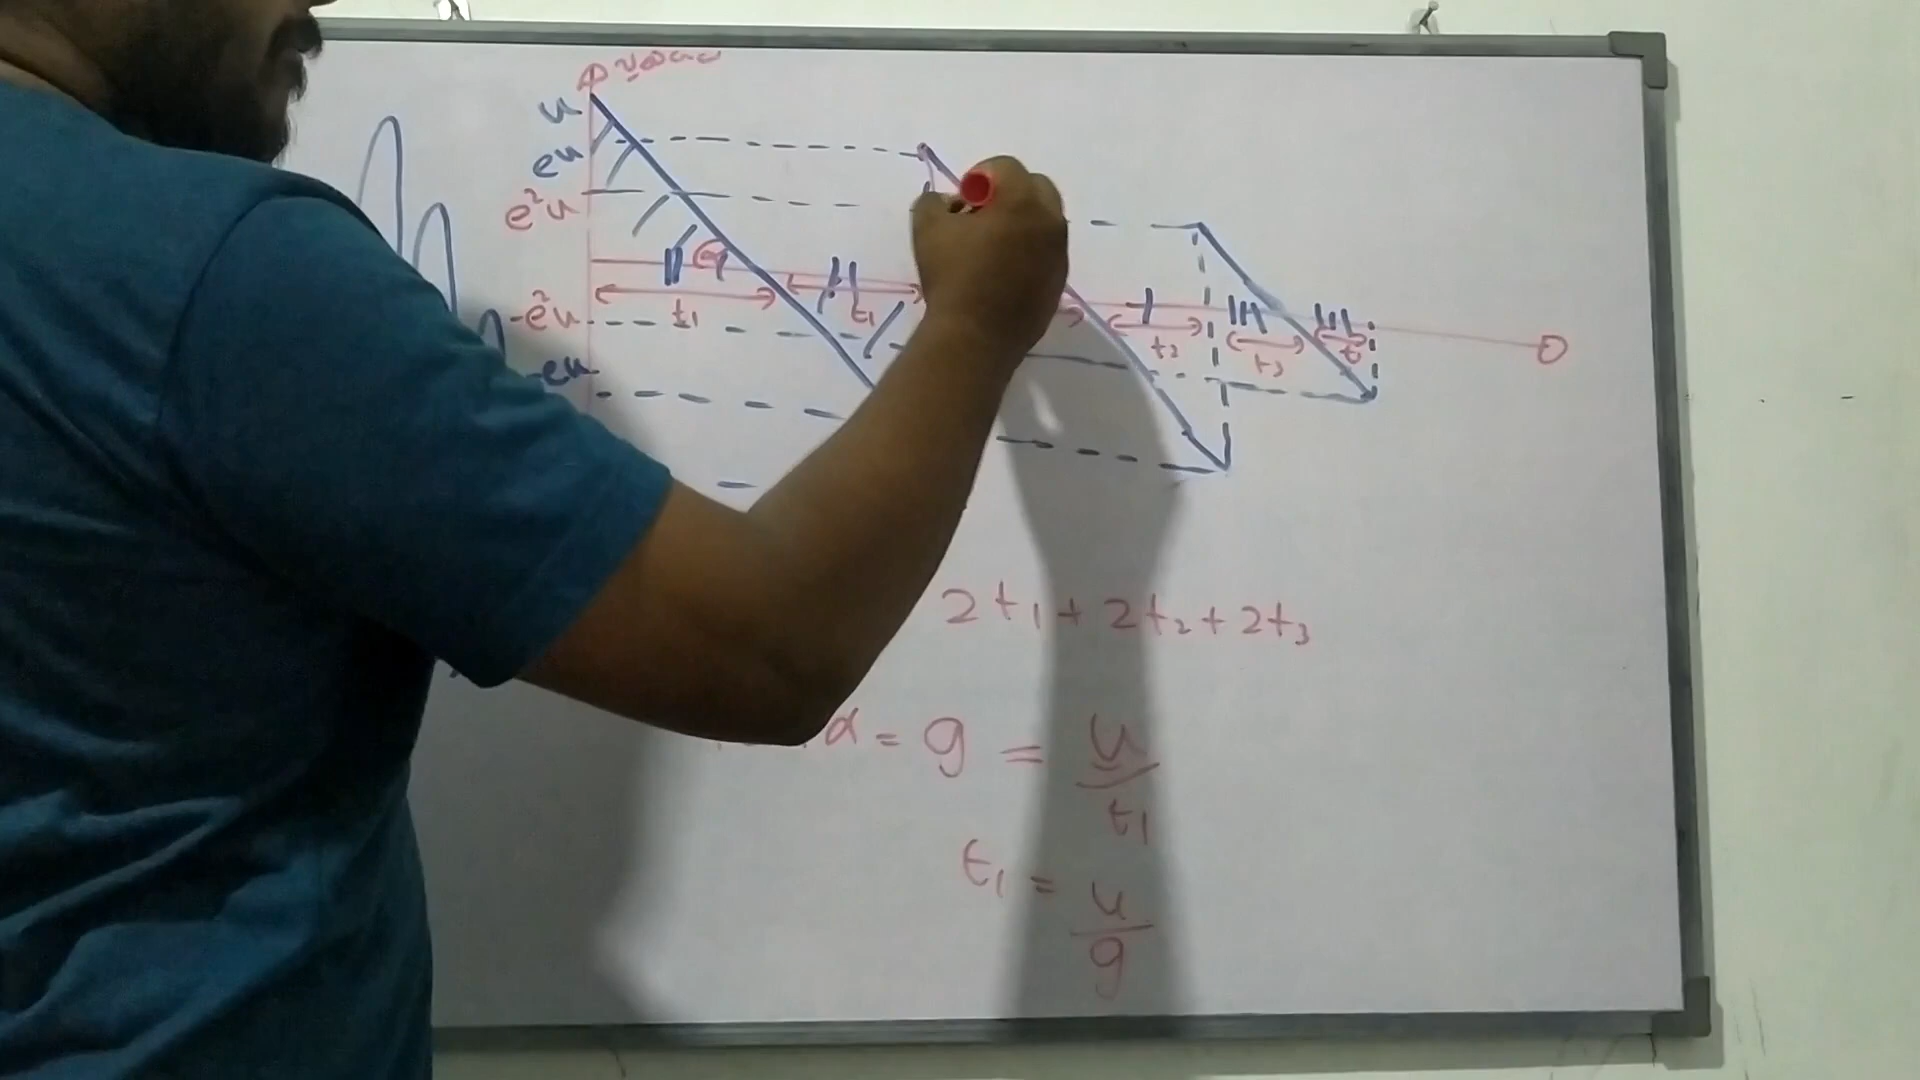 u
eu
e²u
α
t₁
t₁
t₂
t₃
-e²u
-eu
2t₁ + 2t₂ + 2t₃
α = g = u/t₁
t₁ = u/g